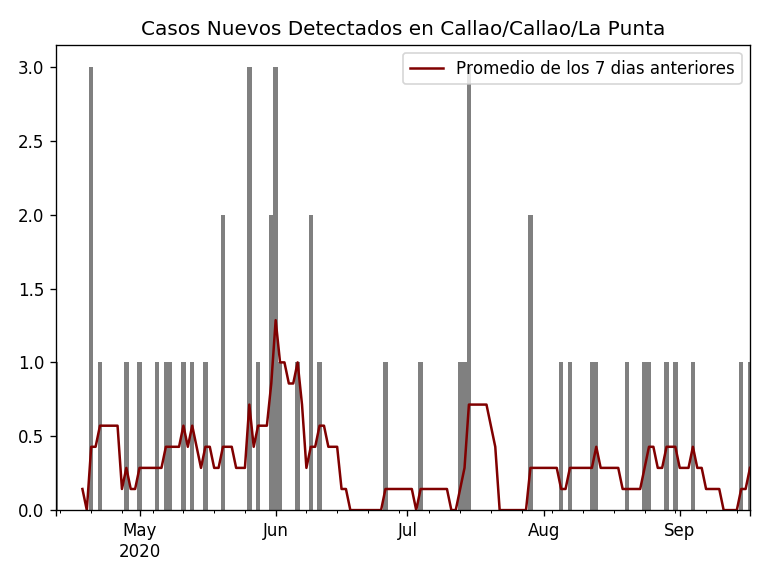 Casos Nuevos Detectados en Callao/Callao/La Punta
Promedio de los 7 dias anteriores
3.0
2.5
2.0
1.5
1.0
0.5
0.0
May Jun Jul Aug Sep
2020